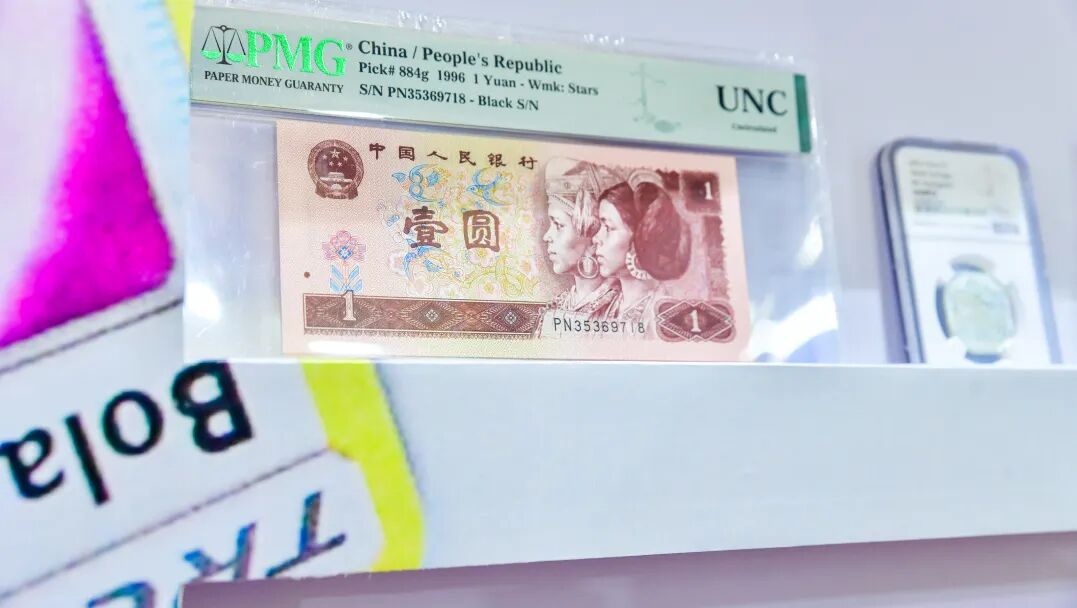 PMG®
PAPER MONEY GUARANTY
China / People's Republic
Pick# 884g 1996 1 Yuan - Wmk: Stars
S/N PN35369718 - Black S/N
UNC
中国人民银行
1
壹圆
1
PN35369718
1
Bola